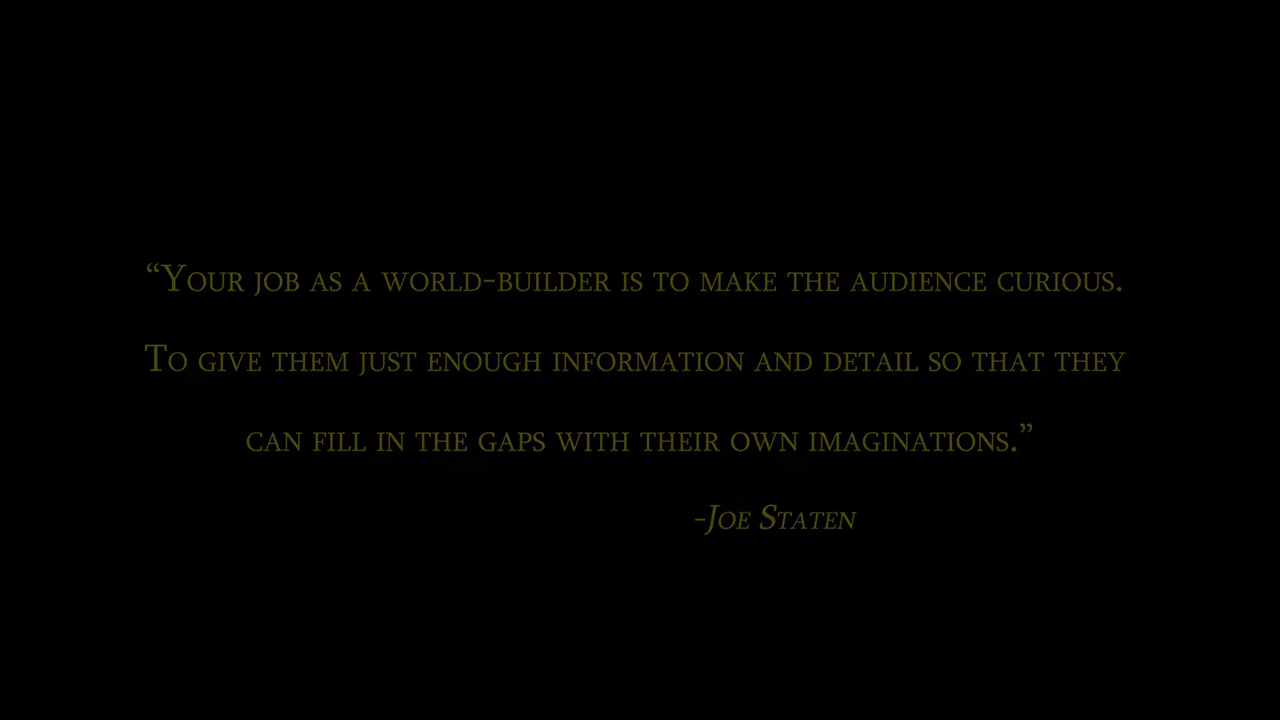 “Your job as a world-builder is to make the audience curious.
To give them just enough information and detail so that they
can fill in the gaps with their own imaginations.”
-Joe Staten